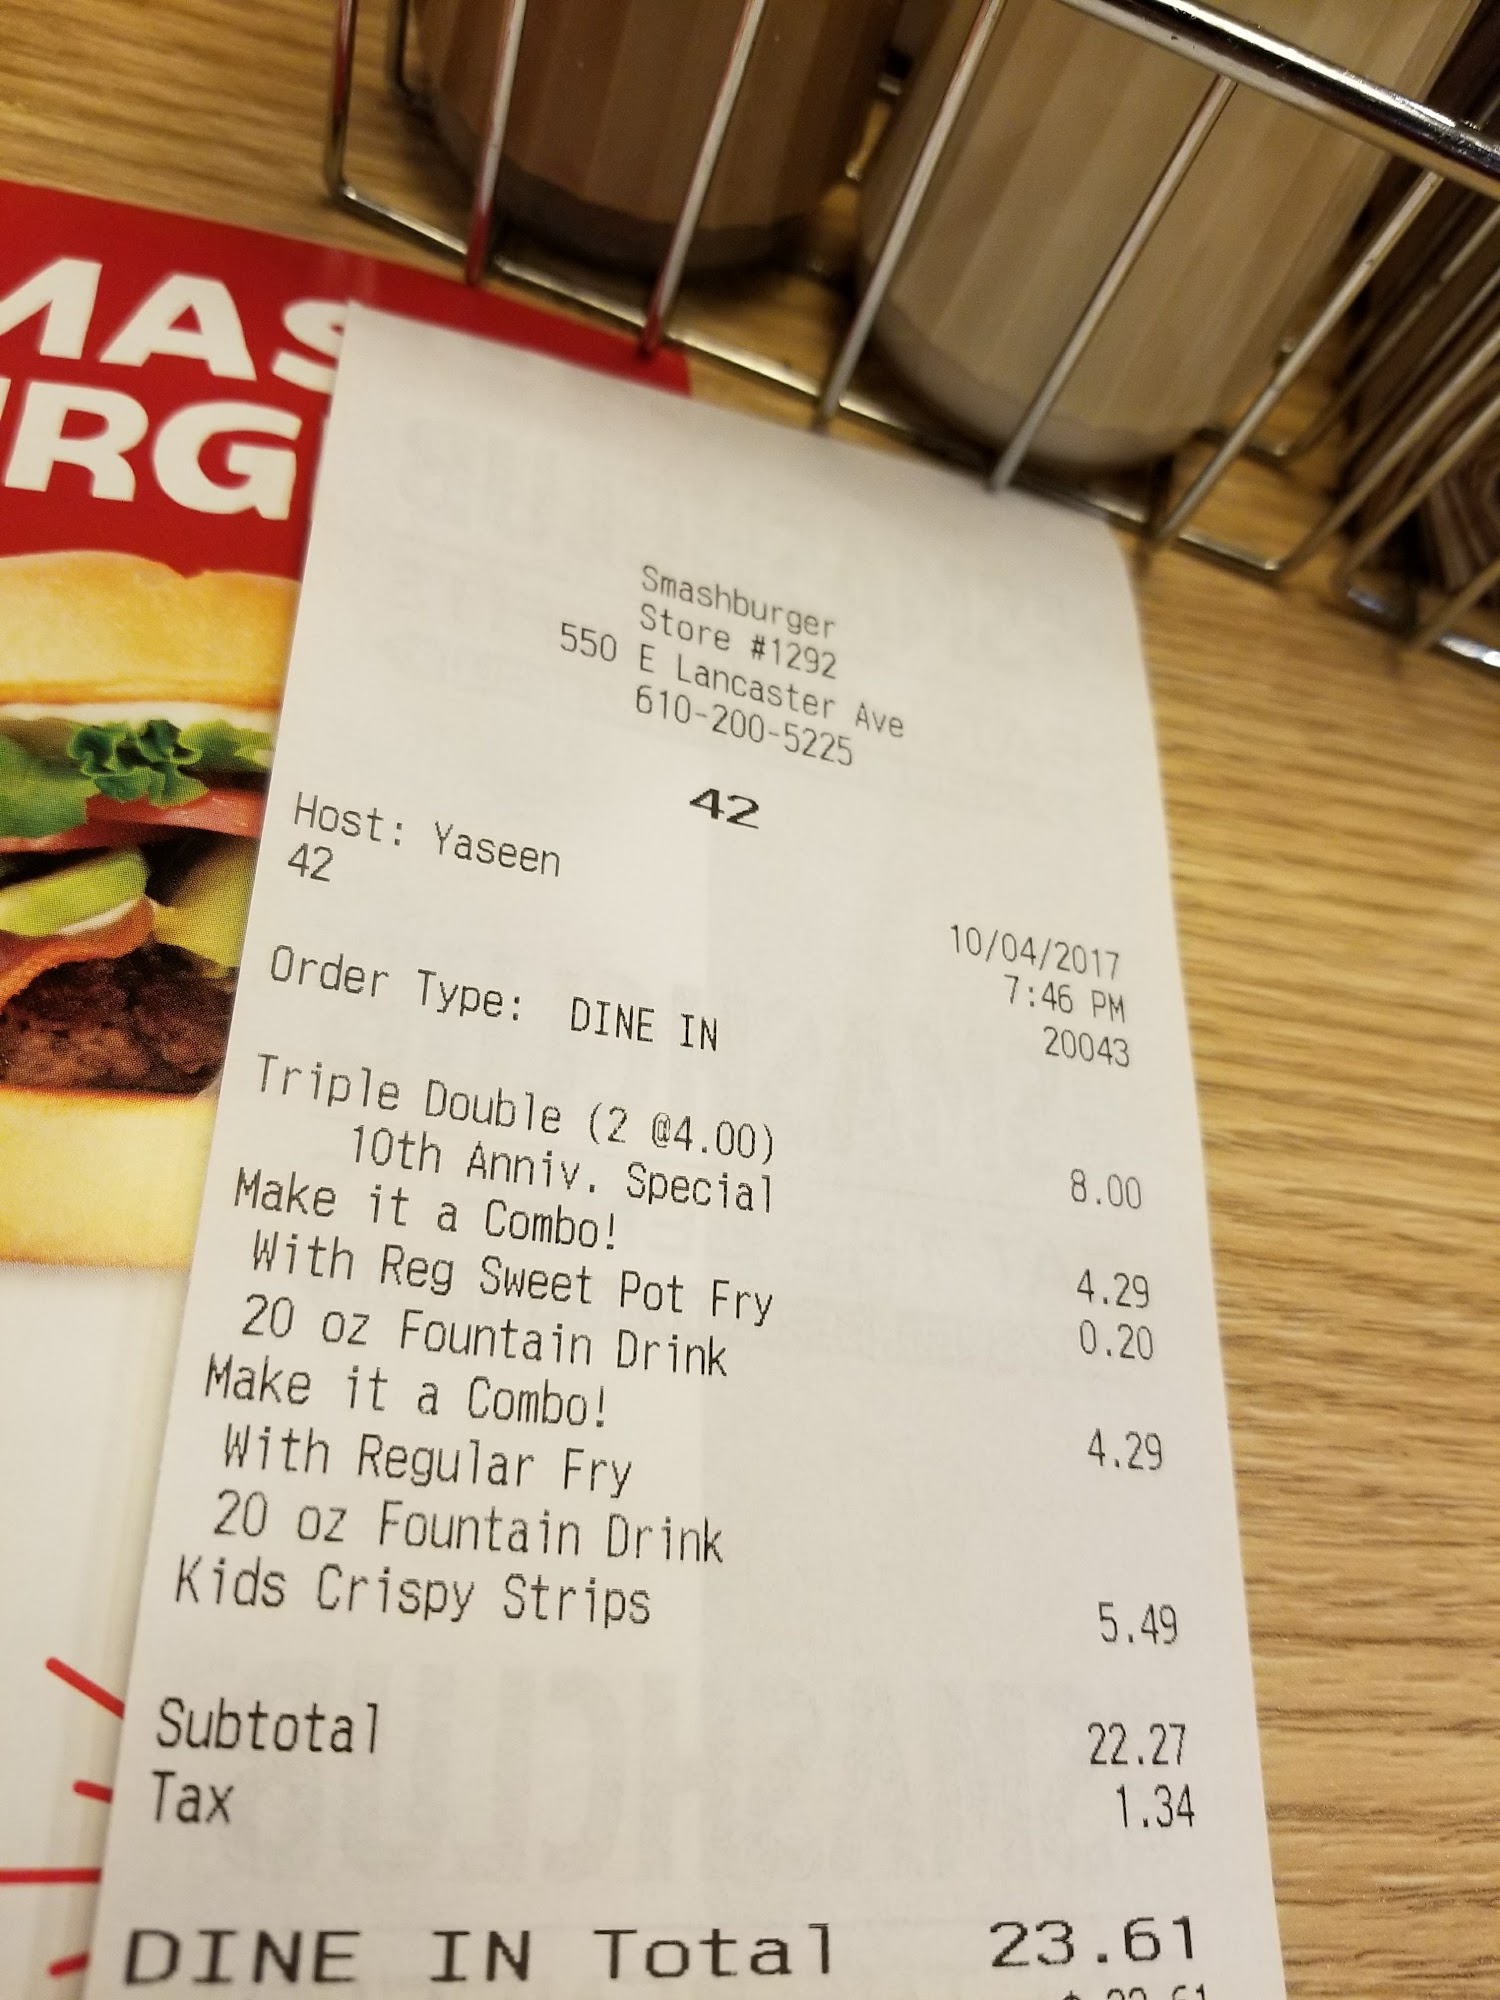 MAS
RG
Smashburger
Store #1292
550 E Lancaster Ave
610-200-5225
42
Host: Yaseen
42
10/04/2017
7:46 PM
Order Type: DINE IN
20043
Triple Double (2 @4.00)
10th Anniv. Special 8.00
Make it a Combo!
With Reg Sweet Pot Fry 4.29
20 oz Fountain Drink 0.20
Make it a Combo!
With Regular Fry 4.29
20 oz Fountain Drink
Kids Crispy Strips 5.49
Subtotal 22.27
Tax 1.34
DINE IN Total 23.61